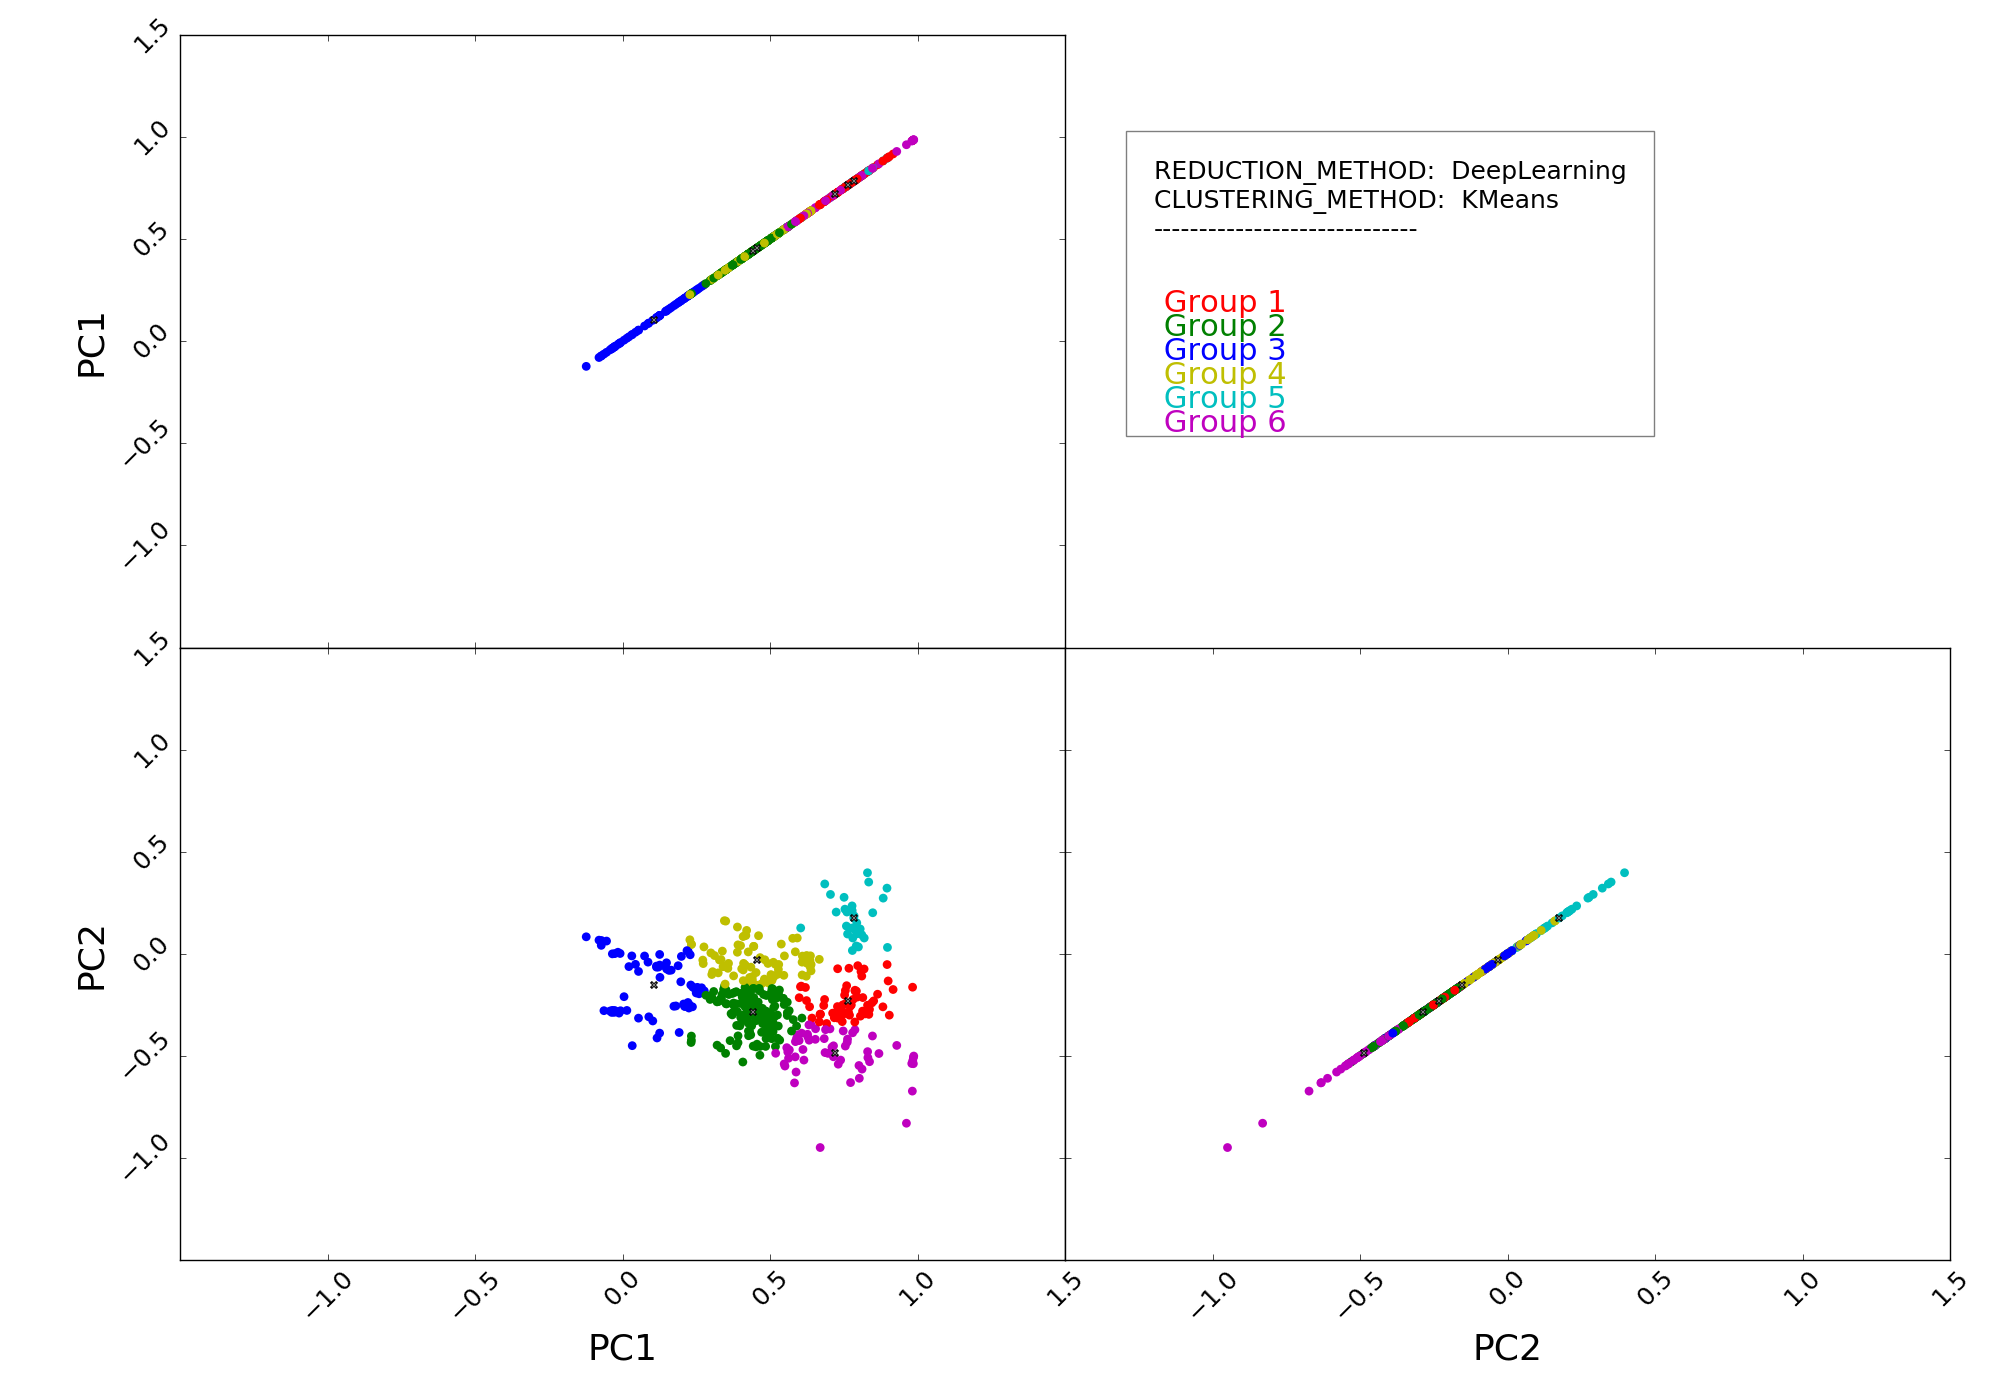 1.5
1.0
0.5
0.0
−0.5
−1.0
PC1
REDUCTION_METHOD:  DeepLearning
CLUSTERING_METHOD:  KMeans
-----------------------------
Group 1
Group 2
Group 3
Group 4
Group 5
Group 6
1.5
1.0
0.5
0.0
−0.5
−1.0
PC2
−1.0 −0.5 0.0 0.5 1.0 1.5
−1.0 −0.5 0.0 0.5 1.0 1.5
PC1
PC2